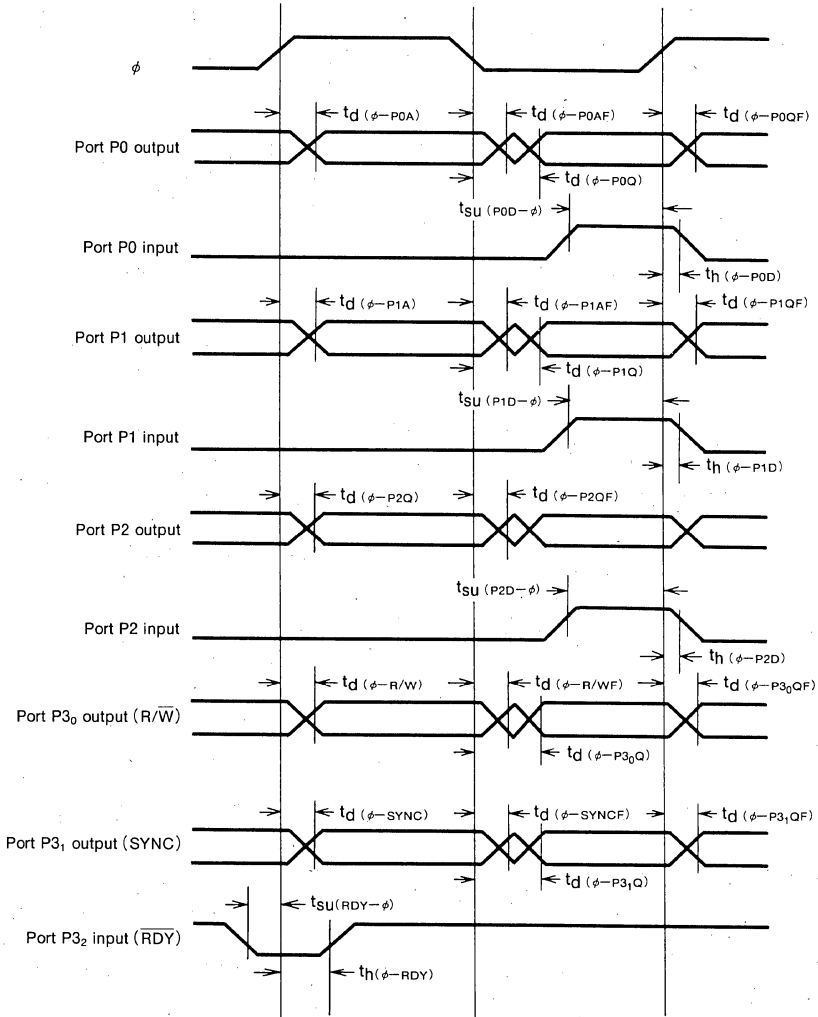 φ
td (φ–P0A) td (φ–P0AF) td (φ–P0QF)
Port P0 output
td (φ–P0Q)
tsu (P0D–φ)
Port P0 input
th (φ–P0D)
td (φ–P1A) td (φ–P1AF) td (φ–P1QF)
Port P1 output
td (φ–P1Q)
tsu (P1D–φ)
Port P1 input
th (φ–P1D)
td (φ–P2Q) td (φ–P2QF)
Port P2 output
tsu (P2D–φ)
Port P2 input
th (φ–P2D)
td (φ–R/W) td (φ–R/WF) td (φ–P3₀QF)
Port P3₀ output (R/W̅)
td (φ–P3₀Q)
td (φ–SYNC) td (φ–SYNCF) td (φ–P3₁QF)
Port P3₁ output (SYNC)
td (φ–P3₁Q)
tsu(RDY–φ)
Port P3₂ input (R̅D̅Y̅)
th(φ–RDY)